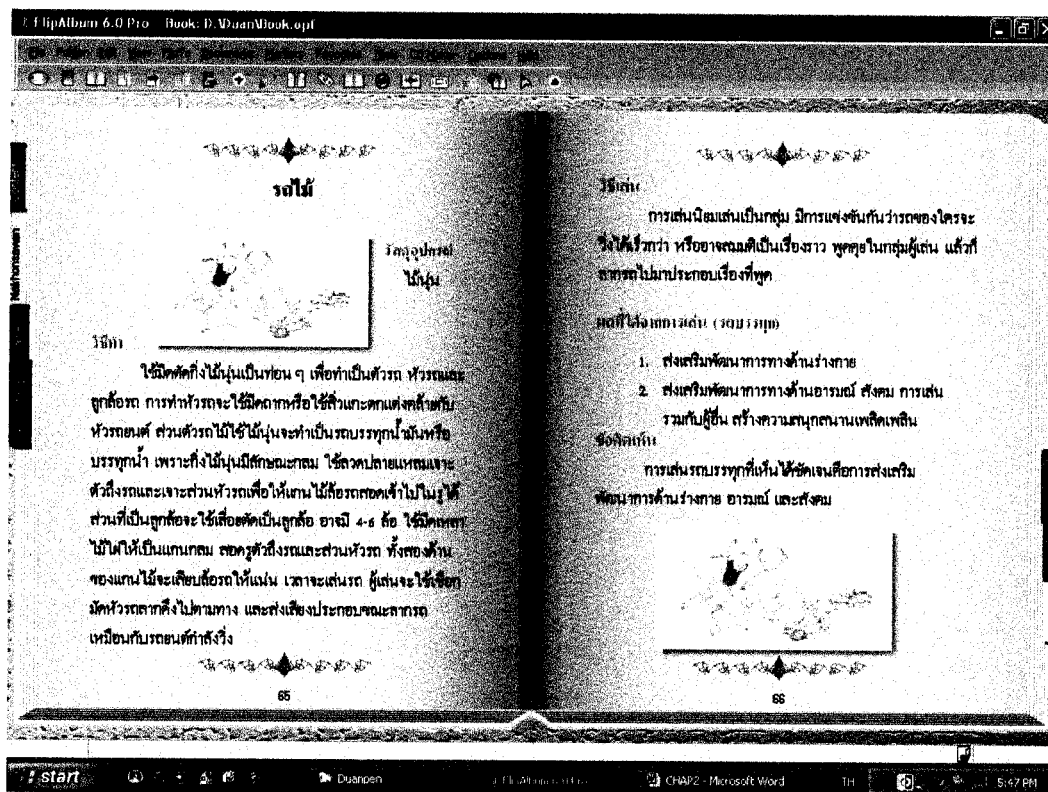 FlipAlbum 6.0 Pro Book: D:\Duan\Book.opf
รถไม้
วัสดุอุปกรณ์
ไม้นุ่น
วิธีทำ
ใช้มีดตัดกิ่งไม้นุ่นเป็นท่อน ๆ เพื่อทำเป็นตัวรถ หัวรถและ
ลูกล้อรถ การทำหัวรถจะใช้มีดถากหรือใช้สิ่วแกะตกแต่งคล้ายกับ
หัวรถยนต์ ส่วนตัวรถไม้ใช้ไม้นุ่นจะทำเป็นรถบรรทุกน้ำมันหรือ
บรรทุกน้ำ เพราะกิ่งไม้นุ่นมีลักษณะกลม ใช้ลวดปลายแหลมเจาะ
ตัวถังรถและเจาะส่วนหัวรถเพื่อให้แกนไม้ล้อรถสอดเข้าไปในรูได้
ส่วนที่เป็นลูกล้อจะใช้เลื่อยตัดเป็นลูกล้อ อาจมี 4-6 ล้อ ใช้มีดเหลา
ไม้ไผ่ให้เป็นแกนกลม สอดรูตัวถังรถและส่วนหัวรถ ทั้งสองด้าน
ของแกนไม้จะเสียบล้อรถให้แน่น เวลาจะเล่นรถ ผู้เล่นจะใช้เชือก
มัดหัวรถลากดึงไปตามทาง และส่งเสียงประกอบขณะลากรถ
เหมือนกับรถยนต์กำลังวิ่ง
65
วิธีเล่น
การเล่นนิยมเล่นเป็นกลุ่ม มีการแข่งขันกันว่ารถของใครจะ
วิ่งได้เร็วกว่า หรืออาจสมมติเป็นเรื่องราว พูดคุยในกลุ่มผู้เล่น แล้วก็
ลากรถไปมาประกอบเรื่องที่พูด
ผลที่ได้จากการเล่น (รถบรรทุก)
1. ส่งเสริมพัฒนาการทางด้านร่างกาย
2. ส่งเสริมพัฒนาการทางด้านอารมณ์ สังคม การเล่น
รวมกับผู้อื่น สร้างความสนุกสนานเพลิดเพลิน
ข้อคิดเห็น
การเล่นรถบรรทุกที่เห็นได้ชัดเจนคือการส่งเสริม
พัฒนาการด้านร่างกาย อารมณ์ และสังคม
66
start Duanpen CHAP2 - Microsoft Word TH 5:47 PM